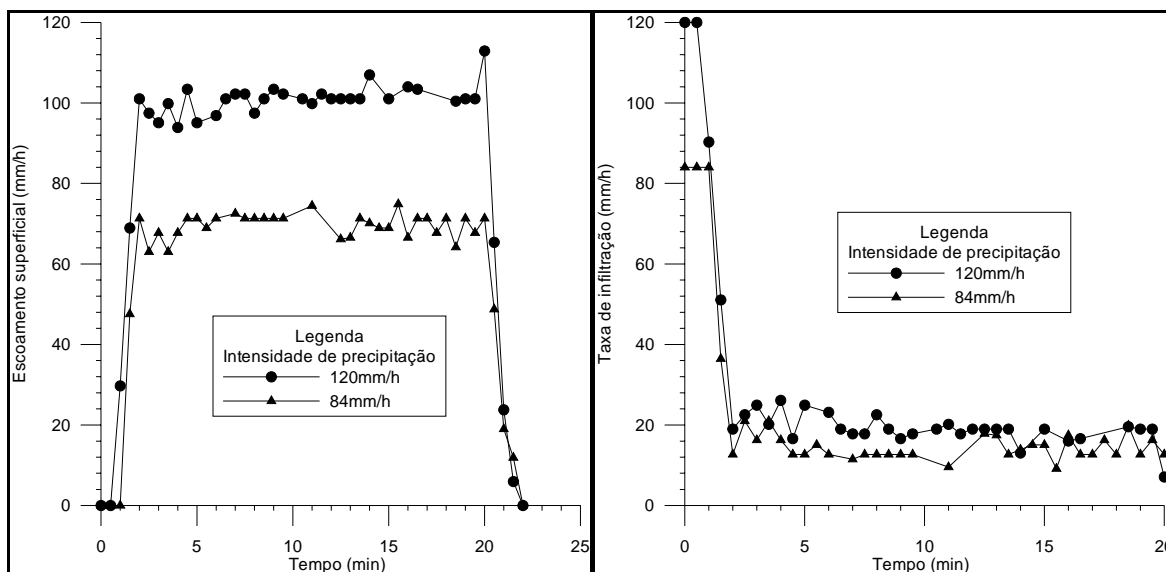 120
100
80
60
40
20
0
Escoamento superficial (mm/h)
Legenda
Intensidade de precipitação
120mm/h
84mm/h
0 5 10 15 20 25
Tempo (min)
120
100
80
60
40
20
0
Taxa de infiltração (mm/h)
Legenda
Intensidade de precipitação
120mm/h
84mm/h
0 5 10 15 20
Tempo (min)